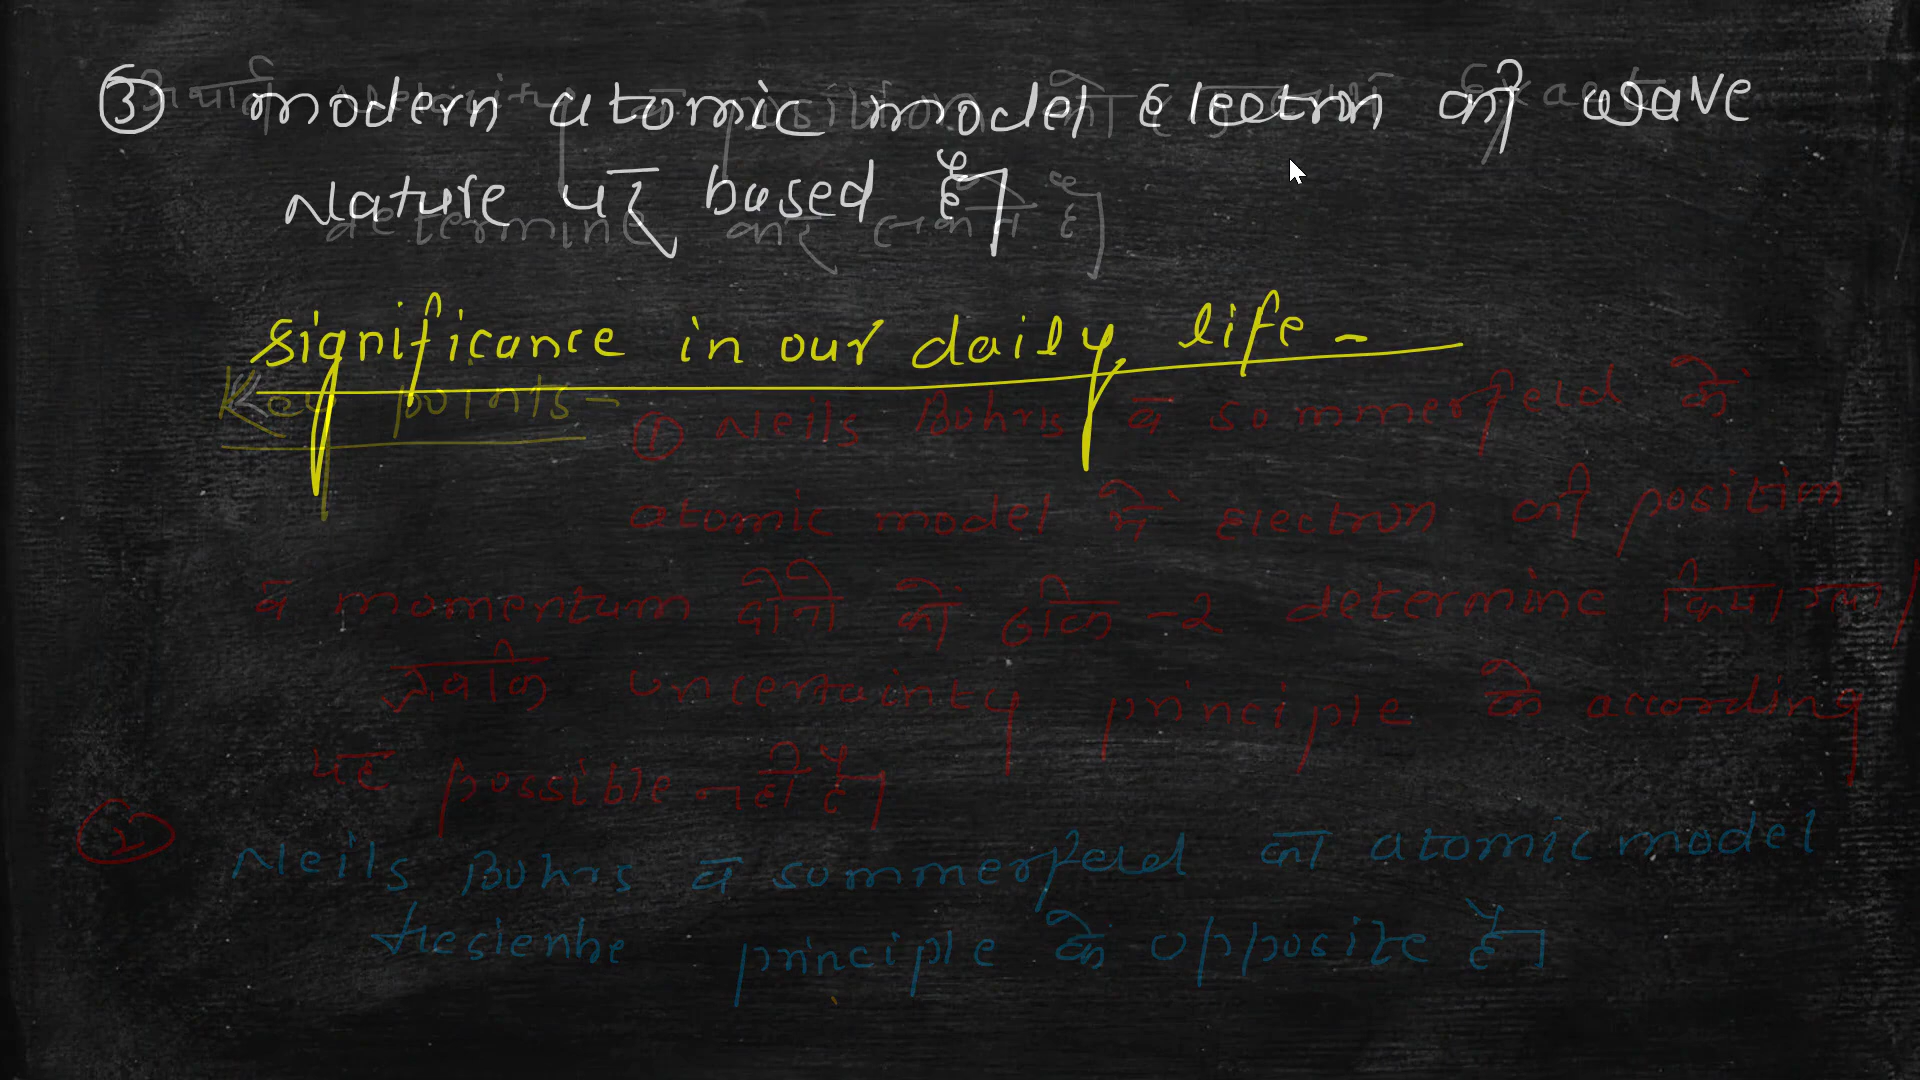 ③ modern atomic model electron की wave
Nature पर based है।
significance in our daily life -
Key points -
① Neils Bohrs व sommerfeld के
atomic model में electron की position
व momentum दोनों को ठीक-2 determine किया गया।
जबकि uncertainty principle के according
यह possible नहीं है।
② Neils Bohrs व sommerfeld का atomic model
principle के opposite है।